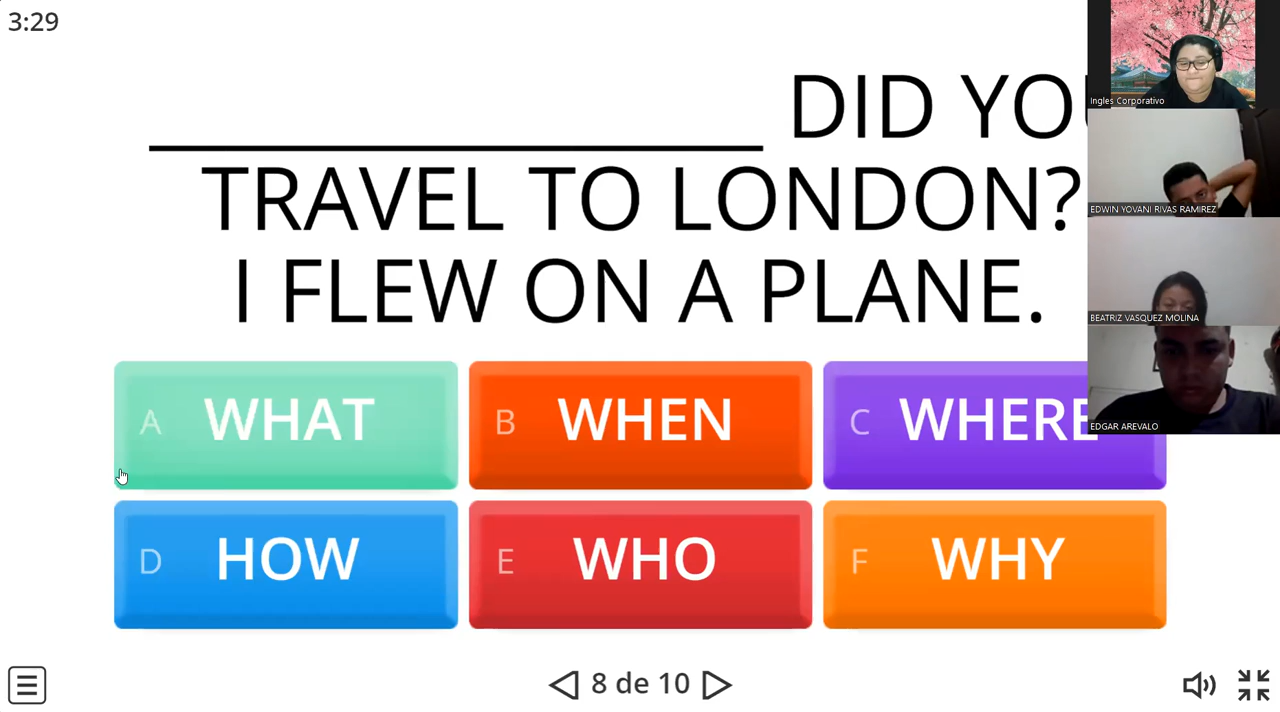 3:29
DID YO
TRAVEL TO LONDON?
I FLEW ON A PLANE.
A WHAT
B WHEN
C WHERE
D HOW
E WHO
F WHY
8 de 10
Ingles Corporativo
EDWIN YOVANI RIVAS RAMIREZ
BEATRIZ VASQUEZ MOLINA
EDGAR AREVALO